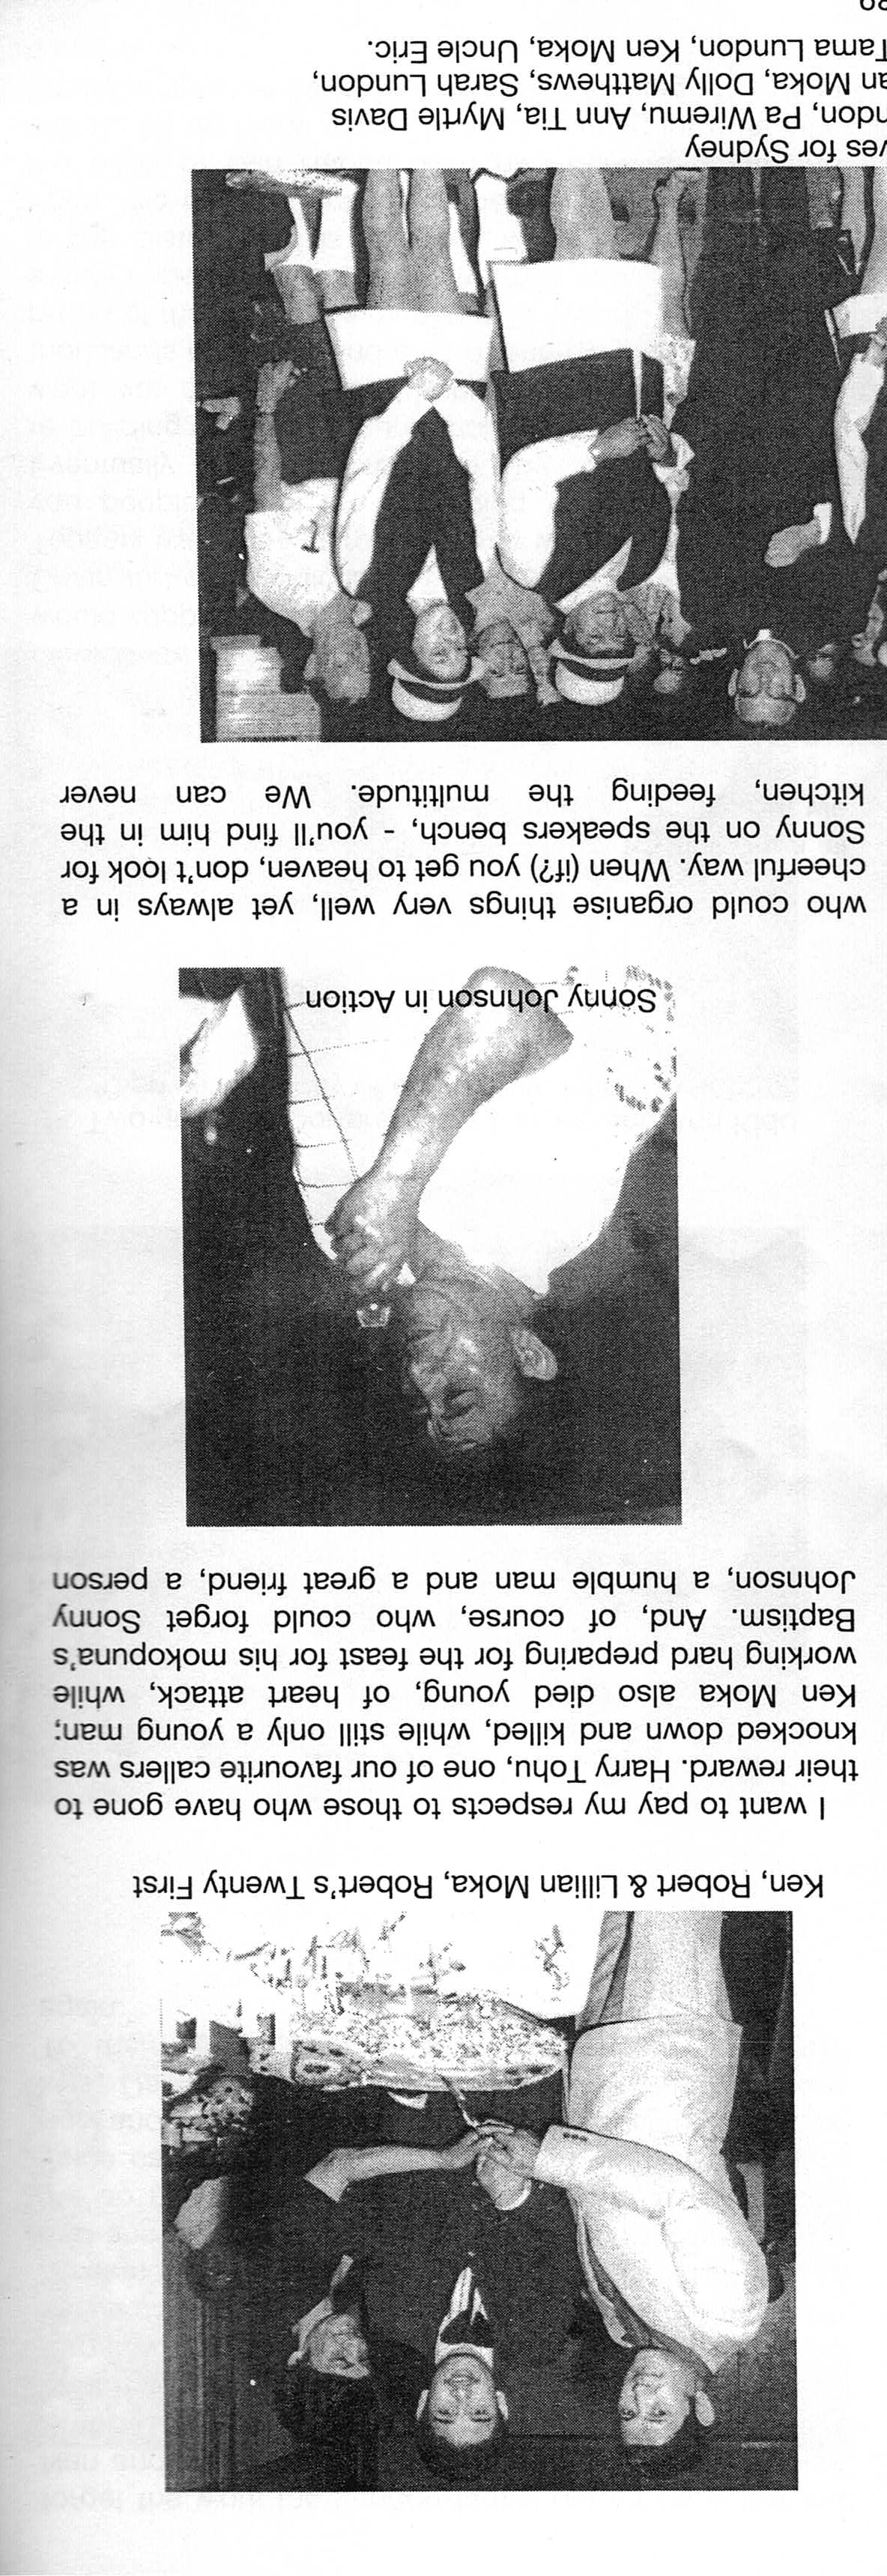 Ken, Robert & Lillian Moka, Robert's Twenty First
I want to pay my respects to those who have gone to
their reward. Harry Tohu, one of our favourite callers was
knocked down and killed, while still only a young man;
Ken Moka also died young, of heart attack, while
working hard preparing for the feast for his mokopuna's
Baptism. And, of course, who could forget Sonny
Johnson, a humble man and a great friend, a person
Sonny Johnson in Action
who could organise things very well, yet always in a
cheerful way. When (if?) you get to heaven, don't look for
Sonny on the speakers bench, - you'll find him in the
kitchen, feeding the multitude. We can never
T
ves for Sydney
ndon, Pa Wiremu, Ann Tia, Myrtle Davis
an Moka, Dolly Matthews, Sarah Lundon,
Tama Lundon, Ken Moka, Uncle Eric.